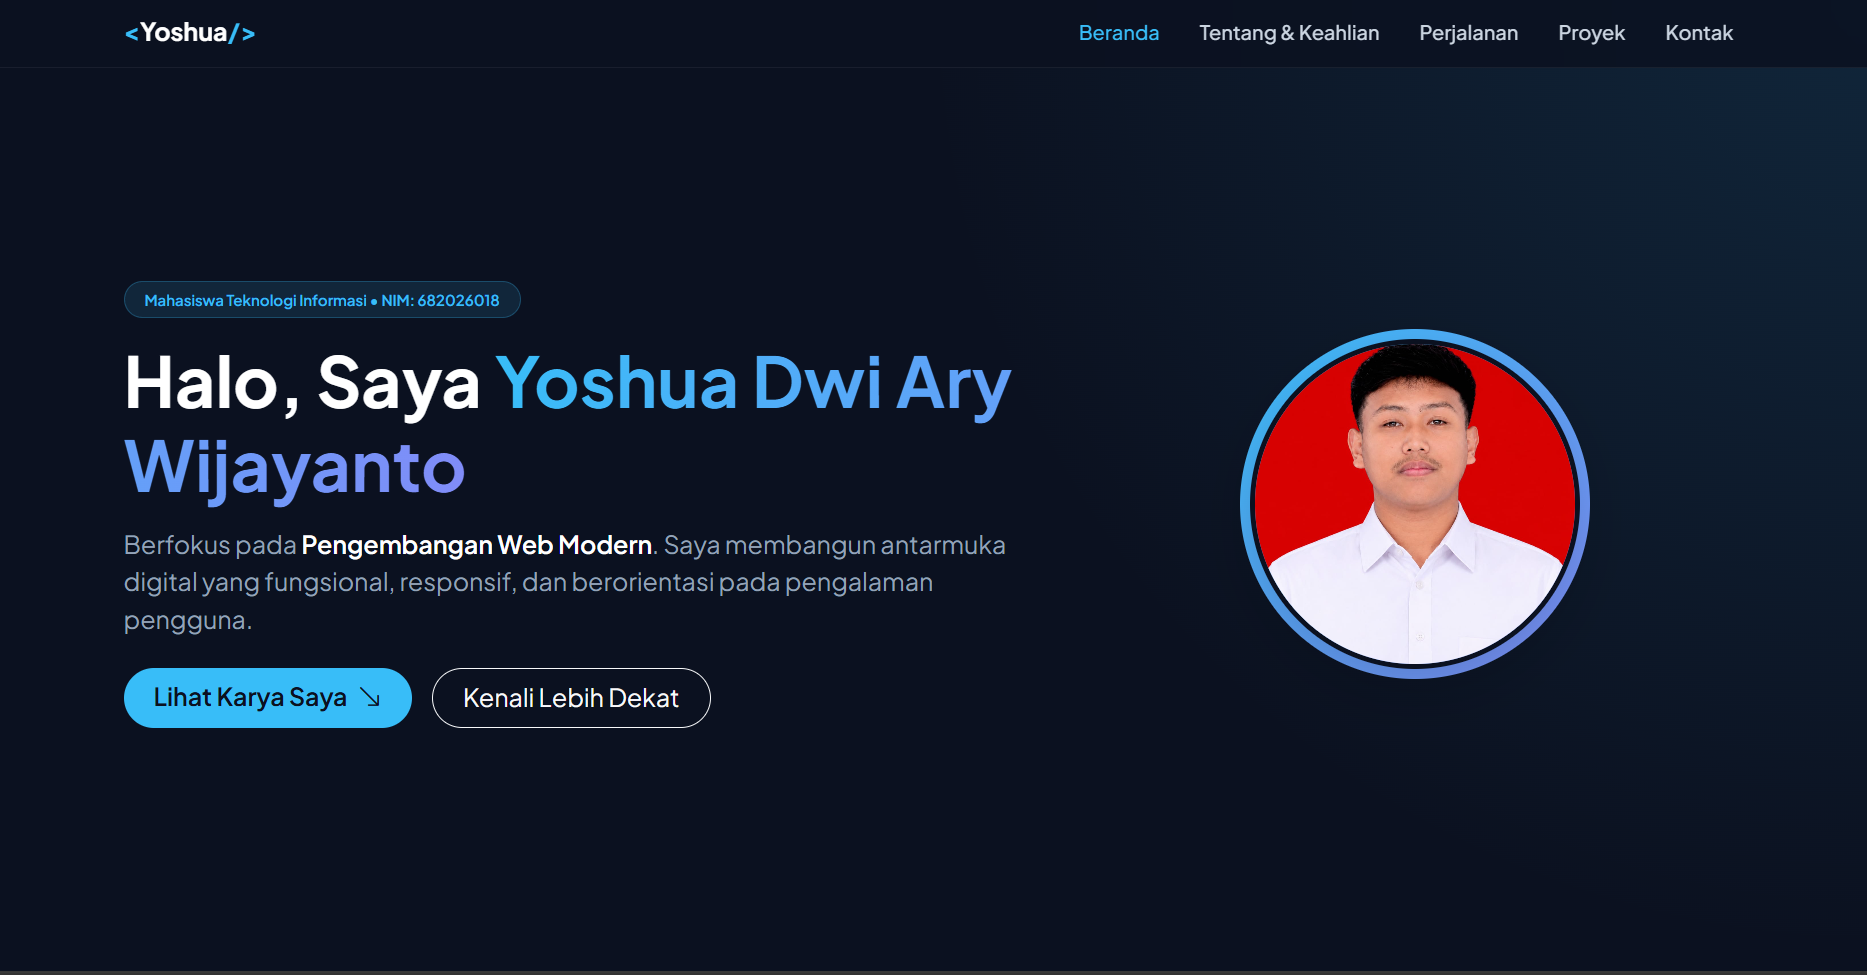 <Yoshua/>
Beranda
Tentang & Keahlian
Perjalanan
Proyek
Kontak
Mahasiswa Teknologi Informasi • NIM: 682026018
Halo, Saya Yoshua Dwi Ary
Wijayanto
Berfokus pada Pengembangan Web Modern. Saya membangun antarmuka
digital yang fungsional, responsif, dan berorientasi pada pengalaman
pengguna.
Lihat Karya Saya ↘
Kenali Lebih Dekat